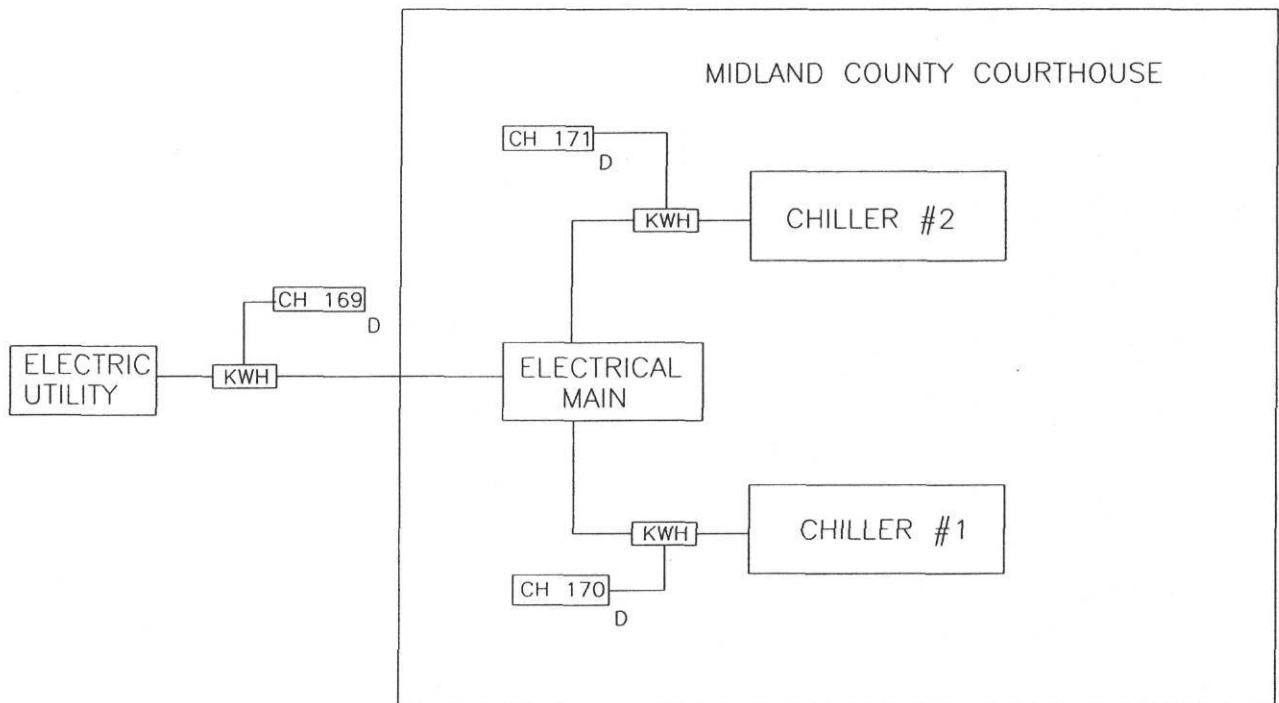 MIDLAND COUNTY COURTHOUSE
CH 171
D
KWH
CHILLER #2
CH 169
D
ELECTRIC
UTILITY
KWH
ELECTRICAL
MAIN
KWH
CHILLER #1
CH 170
D